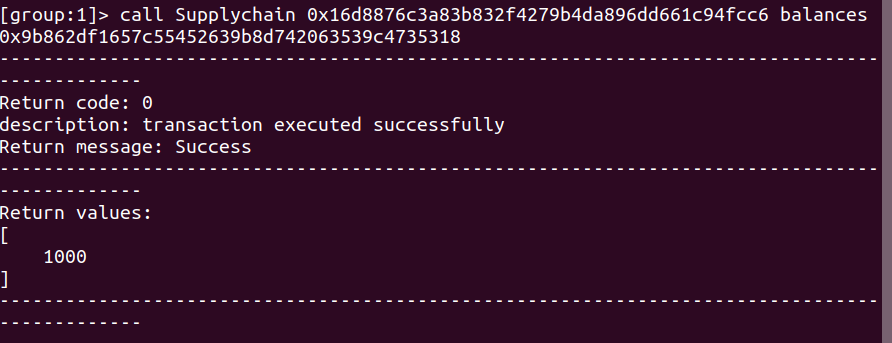 [group:1]> call Supplychain 0x16d8876c3a83b832f4279b4da896dd661c94fcc6 balances
0x9b862df1657c55452639b8d742063539c4735318
--------------------------------------------------------------------------------
-------------
Return code: 0
description: transaction executed successfully
Return message: Success
--------------------------------------------------------------------------------
-------------
Return values:
[
    1000
]
--------------------------------------------------------------------------------
-------------